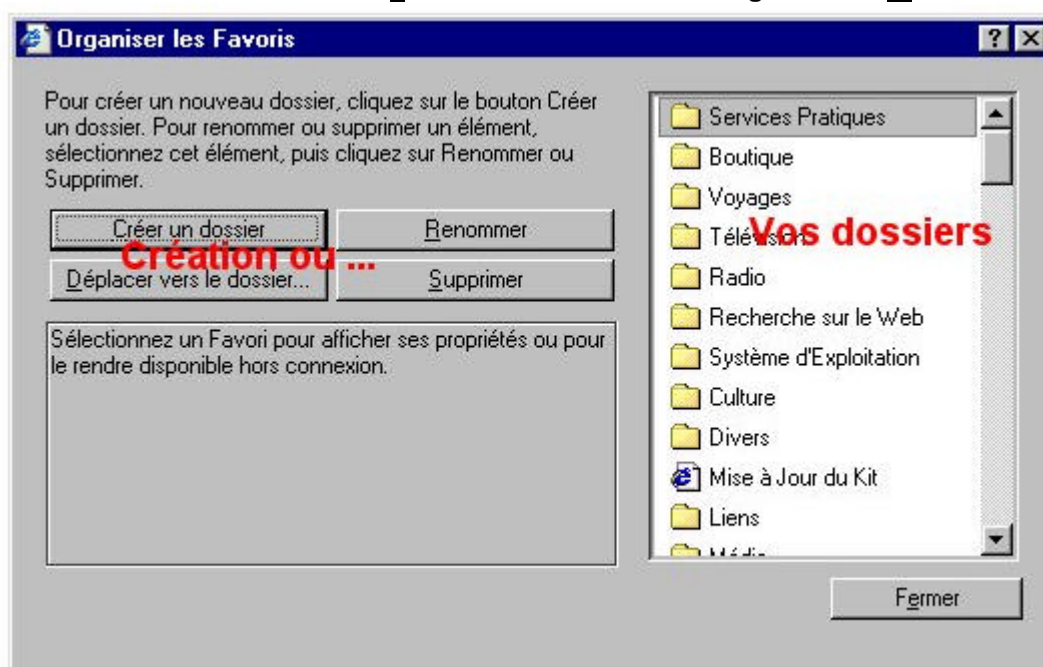 Organiser les Favoris
Pour créer un nouveau dossier, cliquez sur le bouton Créer
un dossier. Pour renommer ou supprimer un élément,
sélectionnez cet élément, puis cliquez sur Renommer ou
Supprimer.
Créer un dossier
Renommer
Création ou ...
Déplacer vers le dossier...
Supprimer
Sélectionnez un Favori pour afficher ses propriétés ou pour
le rendre disponible hors connexion.
Services Pratiques
Boutique
Voyages
Télévision
Vos dossiers
Radio
Recherche sur le Web
Système d'Exploitation
Culture
Divers
Mise à Jour du Kit
Liens
Fermer